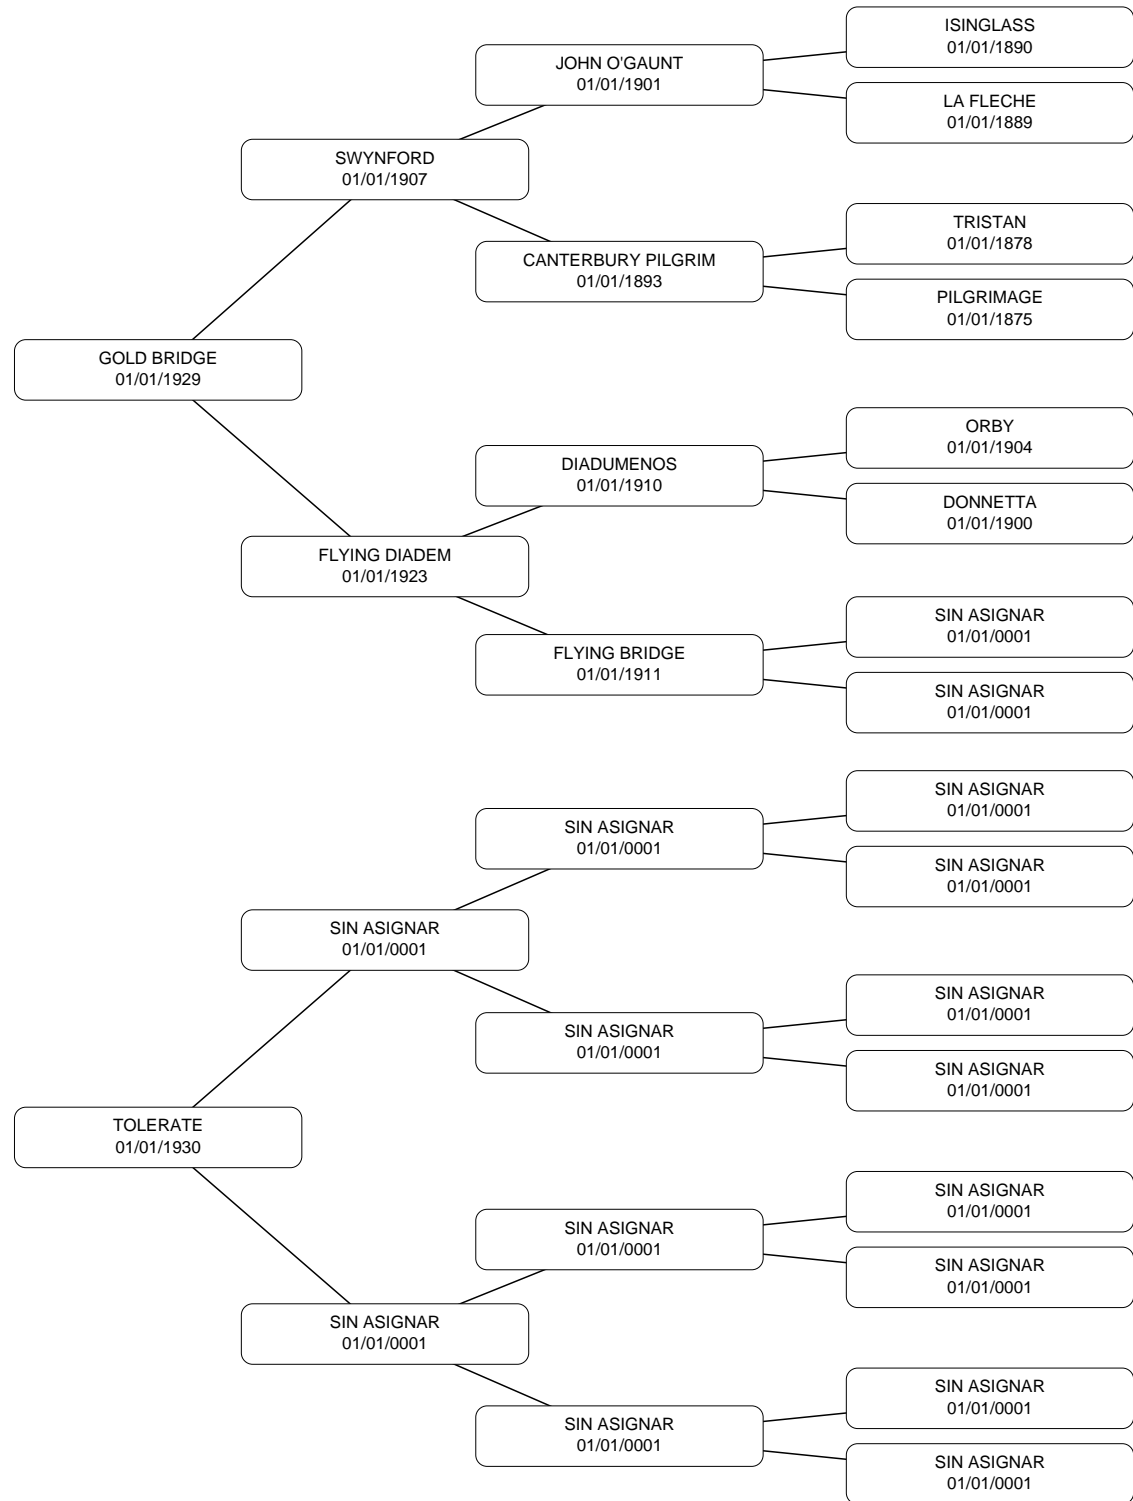 ISINGLASS
01/01/1890
JOHN O'GAUNT
01/01/1901
LA FLECHE
01/01/1889
SWYNFORD
01/01/1907
TRISTAN
01/01/1878
CANTERBURY PILGRIM
01/01/1893
PILGRIMAGE
01/01/1875
GOLD BRIDGE
01/01/1929
ORBY
01/01/1904
DIADUMENOS
01/01/1910
DONNETTA
01/01/1900
FLYING DIADEM
01/01/1923
SIN ASIGNAR
01/01/0001
FLYING BRIDGE
01/01/1911
SIN ASIGNAR
01/01/0001
SIN ASIGNAR
01/01/0001
SIN ASIGNAR
01/01/0001
SIN ASIGNAR
01/01/0001
SIN ASIGNAR
01/01/0001
SIN ASIGNAR
01/01/0001
SIN ASIGNAR
01/01/0001
SIN ASIGNAR
01/01/0001
TOLERATE
01/01/1930
SIN ASIGNAR
01/01/0001
SIN ASIGNAR
01/01/0001
SIN ASIGNAR
01/01/0001
SIN ASIGNAR
01/01/0001
SIN ASIGNAR
01/01/0001
SIN ASIGNAR
01/01/0001
SIN ASIGNAR
01/01/0001